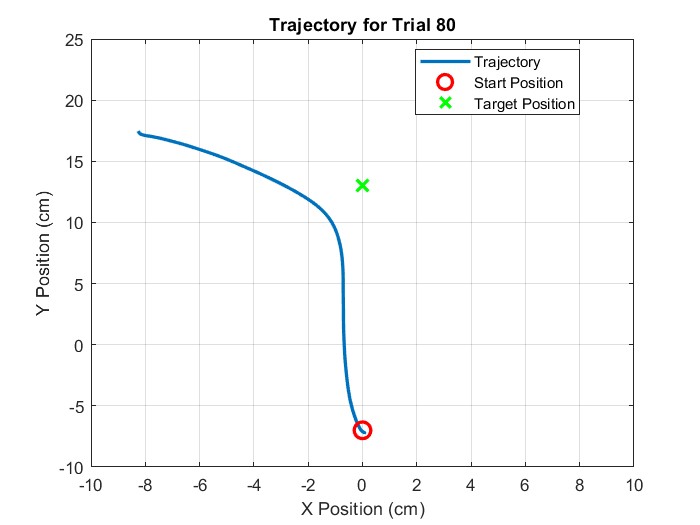 Trajectory for Trial 80
25
20
15
10
5
0
-5
-10
Y Position (cm)
Trajectory
Start Position
Target Position
-10 -8 -6 -4 -2 0 2 4 6 8 10
X Position (cm)